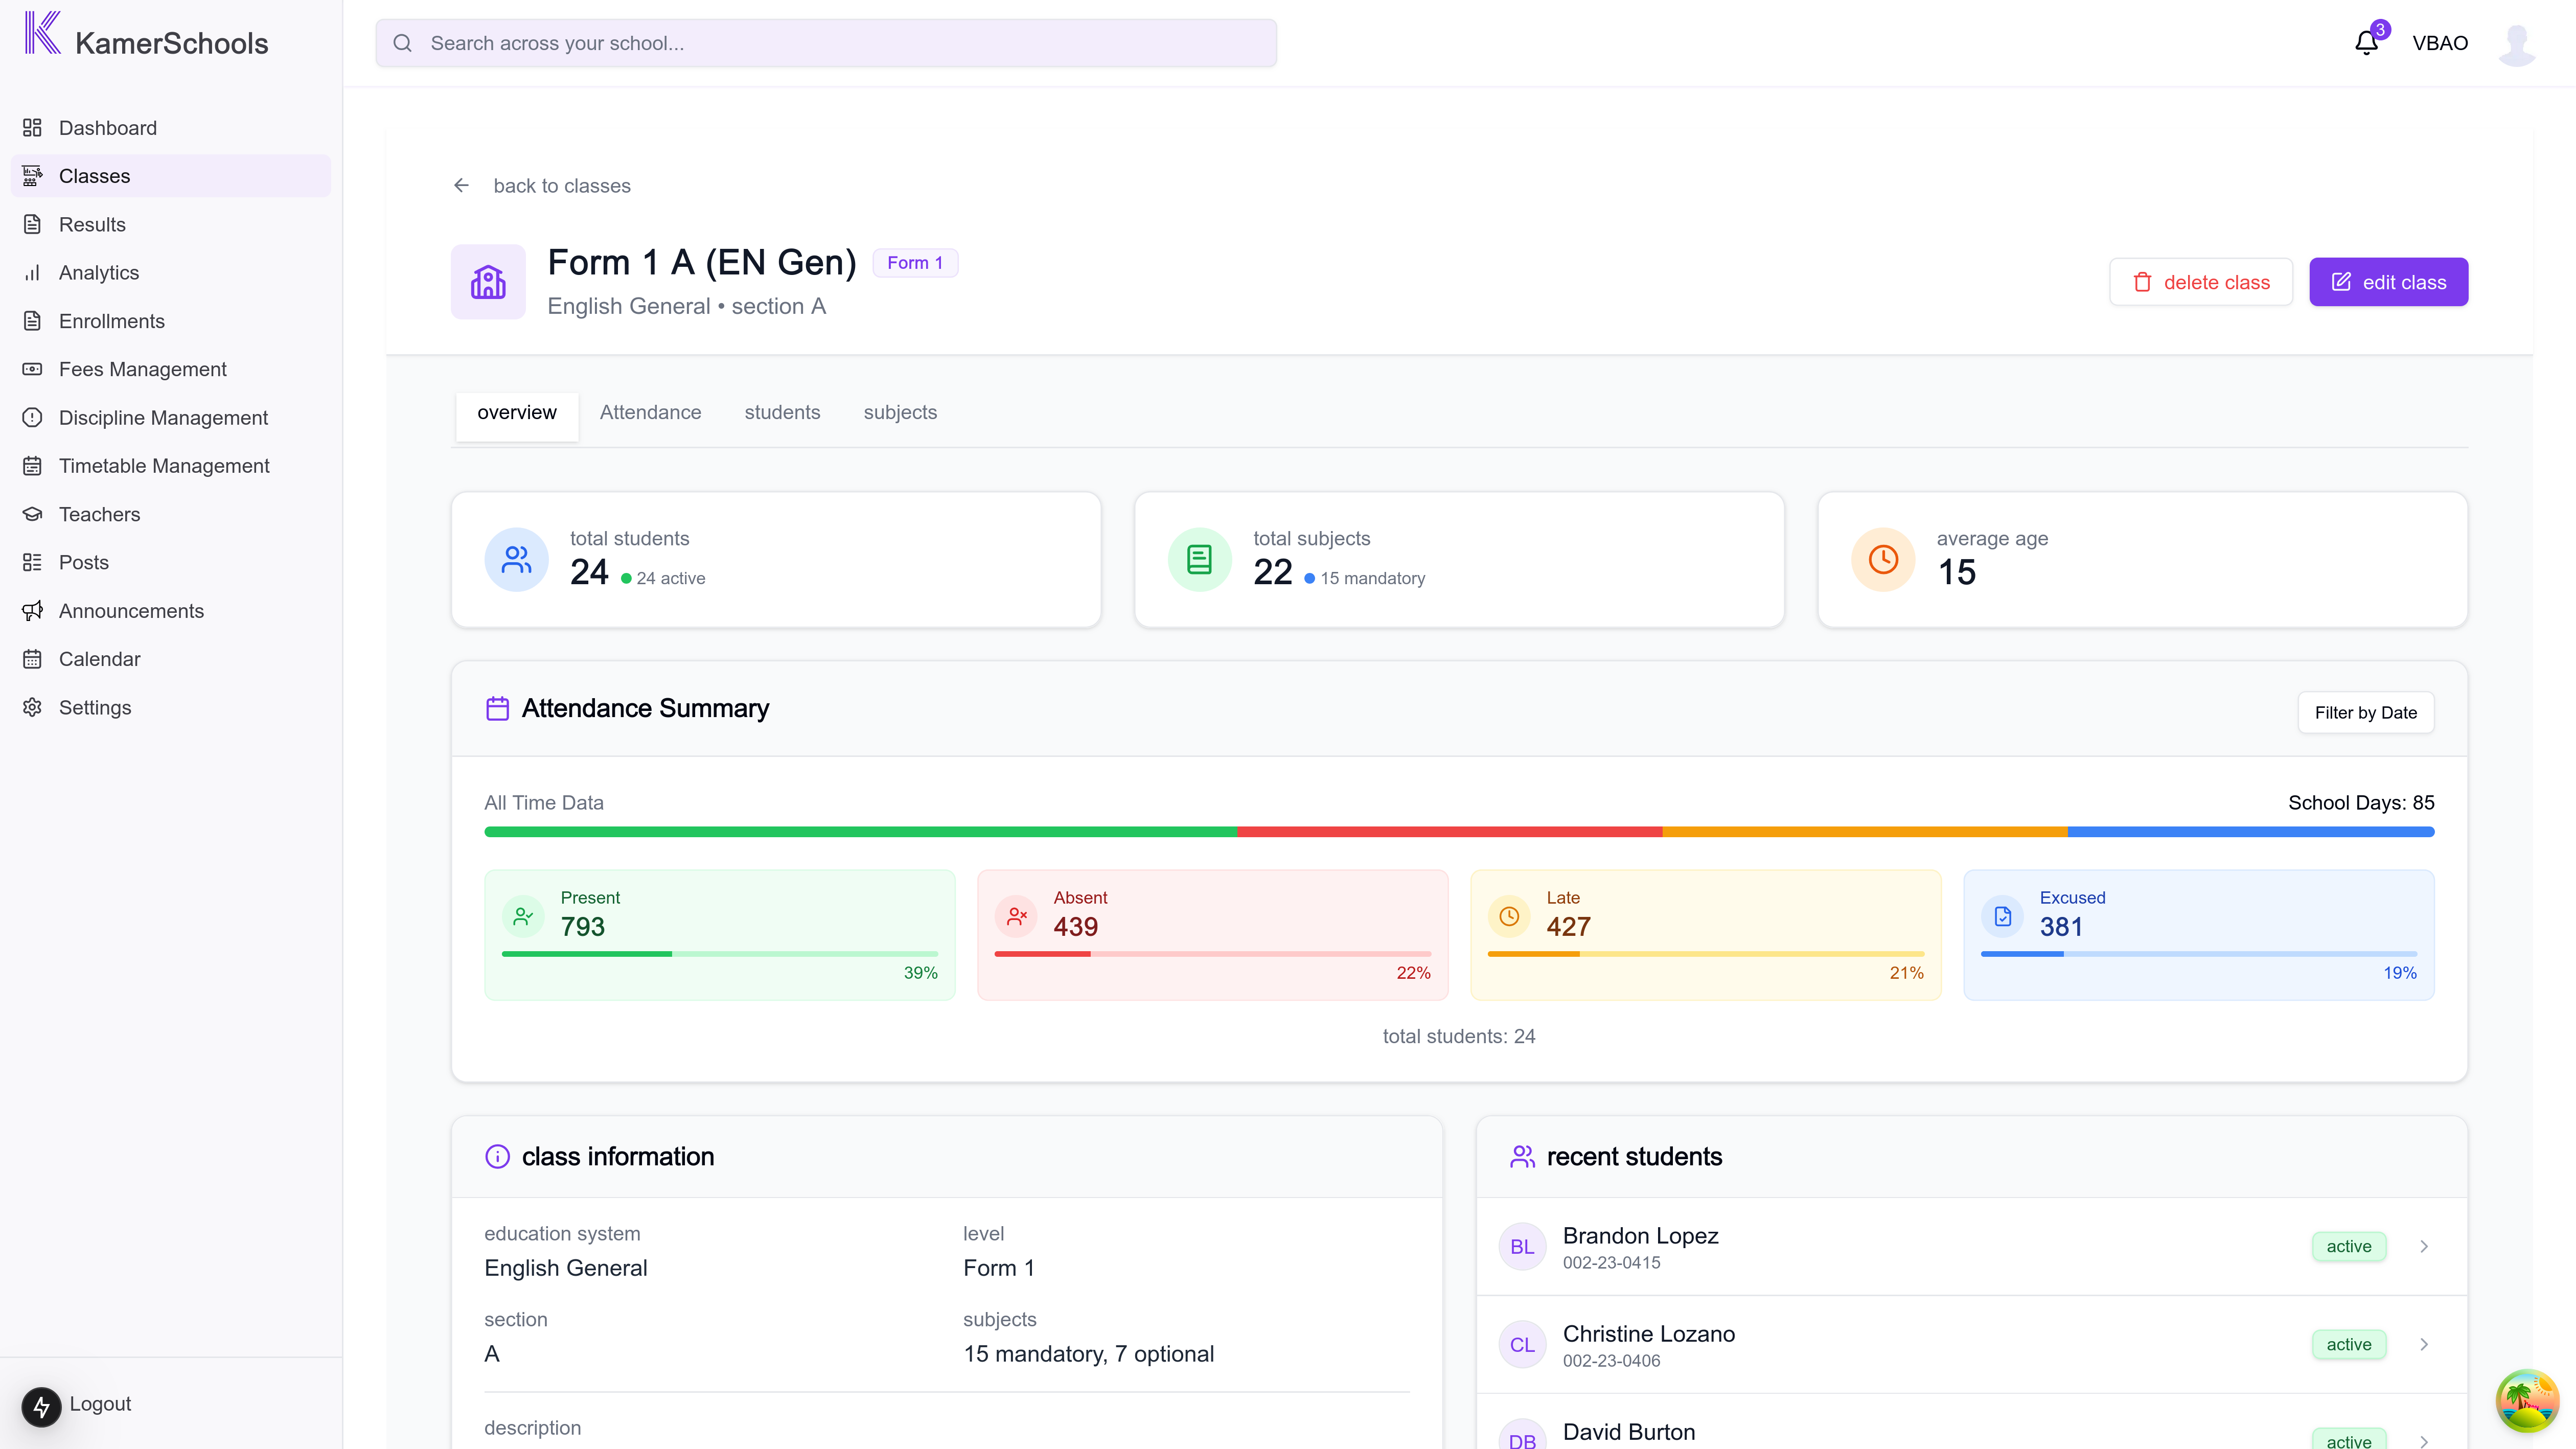 KamerSchools
Search across your school...
3
VBAO
Dashboard
Classes
Results
Analytics
Enrollments
Fees Management
Discipline Management
Timetable Management
Teachers
Posts
Announcements
Calendar
Settings
Logout
back to classes
Form 1 A (EN Gen)
Form 1
English General • section A
delete class
edit class
overview
Attendance
students
subjects
total students
24
24 active
total subjects
22
15 mandatory
average age
15
Attendance Summary
Filter by Date
All Time Data
School Days: 85
Present
793
39%
Absent
439
22%
Late
427
21%
Excused
381
19%
total students: 24
class information
education system
English General
level
Form 1
section
A
subjects
15 mandatory, 7 optional
description
recent students
BL
Brandon Lopez
002-23-0415
active
CL
Christine Lozano
002-23-0406
active
DB
David Burton
active